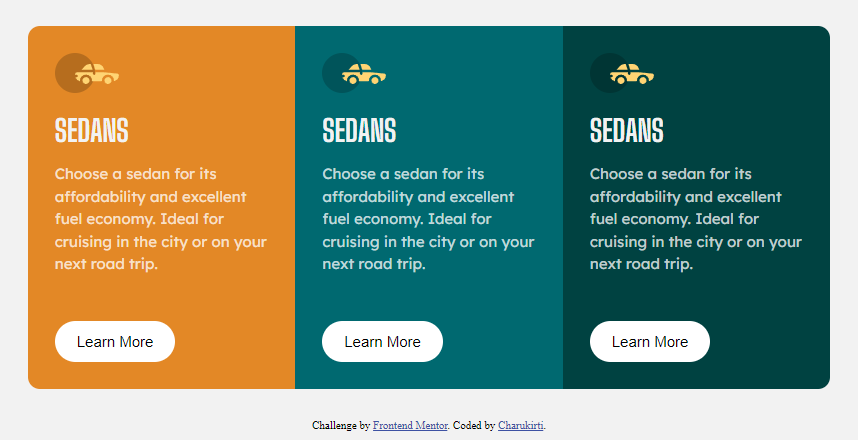 SEDANS
Choose a sedan for its
affordability and excellent
fuel economy. Ideal for
cruising in the city or on your
next road trip.
Learn More
SEDANS
Choose a sedan for its
affordability and excellent
fuel economy. Ideal for
cruising in the city or on your
next road trip.
Learn More
SEDANS
Choose a sedan for its
affordability and excellent
fuel economy. Ideal for
cruising in the city or on your
next road trip.
Learn More
Challenge by Frontend Mentor. Coded by Charukirti.